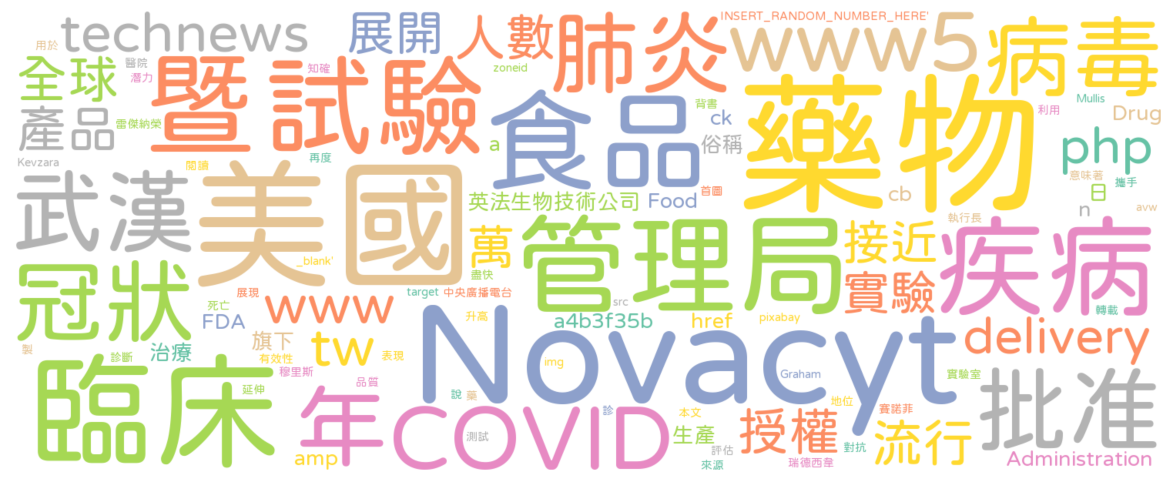 technews
展開
人數
肺炎
INSERT_RANDOM_NUMBER_HERE'
www5
病毒
用於
醫院
潛力
知確
zoneid
全球
暨試驗
食品
背書
ck
藥物
利用
Mullis
Drug
產品
雷傑納榮
a
俗稱
php
Kevzara
閱讀
再度
首圖
cb
意味著
攜手
日
n
avw
武漢
美國
英法生物技術公司
Food
執行長
_blank'
萬
盡快
管理局
接近
疾病
冠狀
展現
target
中央廣播電台
src
實驗
轉載
死亡
www
升高
a4b3f35b
href
pixabay
FDA
旗下
tw
Novacyt
delivery
製
診斷
治療
有效性
表現
img
Graham
實驗室
穆里斯
臨床
延伸
品質
年
COVID
說
藥
診
本文
地位
賽諾菲
批准
測試
生產
評估
授權
對抗
流行
amp
來源
瑞德西韋
Administration